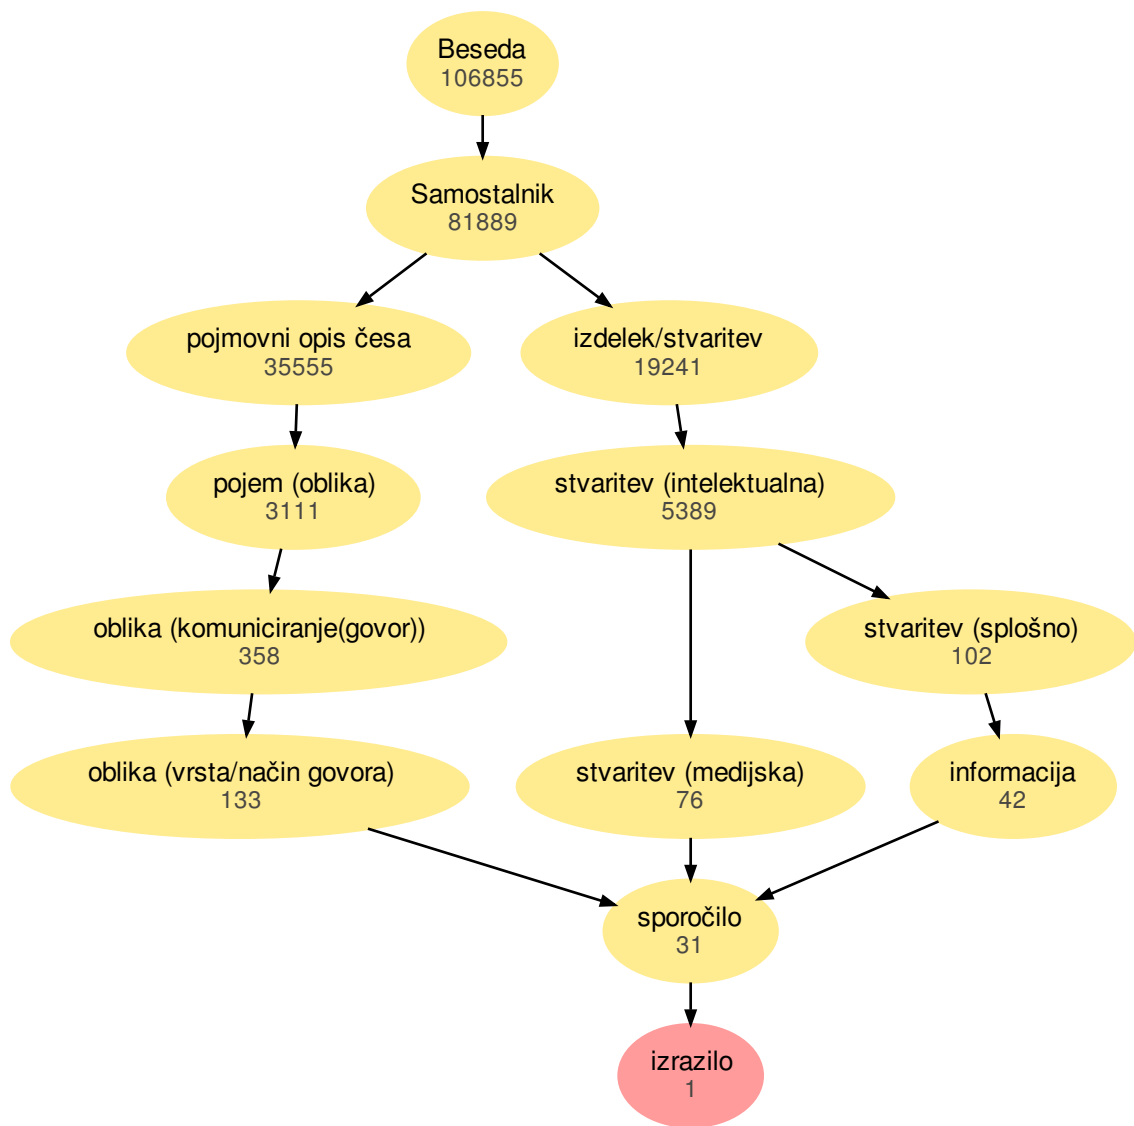 Beseda
106855
Samostalnik
81889
pojmovni opis česa
35555
izdelek/stvaritev
19241
pojem (oblika)
3111
stvaritev (intelektualna)
5389
oblika (komuniciranje(govor))
358
stvaritev (splošno)
102
oblika (vrsta/način govora)
133
stvaritev (medijska)
76
informacija
42
sporočilo
31
izrazilo
1